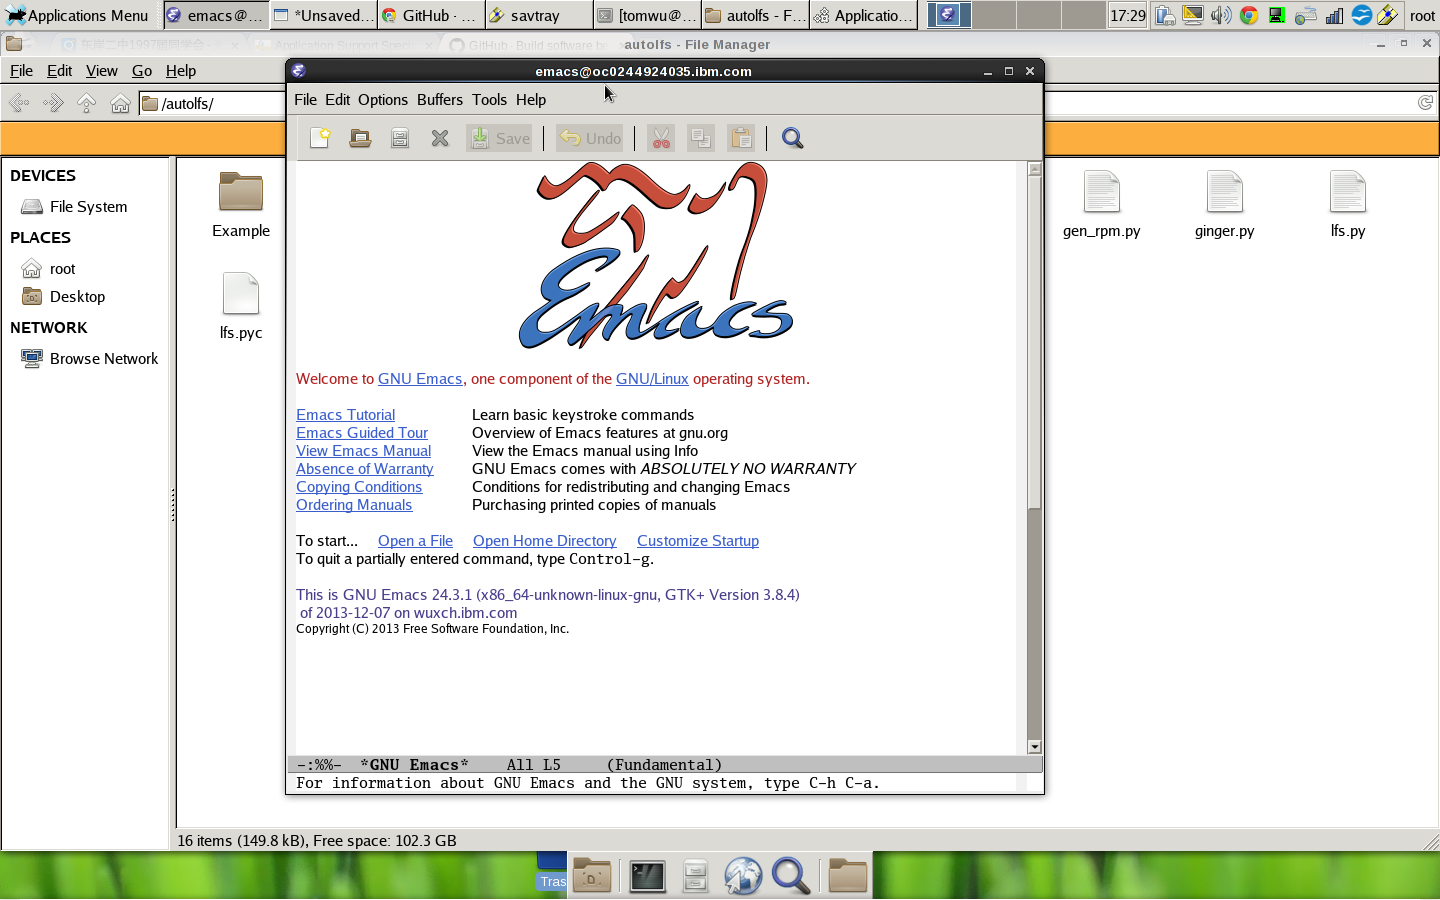 Applications Menu
emacs@...
*Unsaved...
GitHub · ...
savtray
[tomwu@...
autolfs - F...
Applicatio...
17:29
root
autolfs - File Manager
File Edit View Go Help
/autolfs/
DEVICES
File System
PLACES
root
Desktop
NETWORK
Browse Network
Example
lfs.pyc
gen_rpm.py
ginger.py
lfs.py
16 items (149.8 kB), Free space: 102.3 GB
emacs@oc0244924035.ibm.com
File Edit Options Buffers Tools Help
Save
Undo
Emacs
Welcome to GNU Emacs, one component of the GNU/Linux operating system.
Emacs Tutorial Learn basic keystroke commands
Emacs Guided Tour Overview of Emacs features at gnu.org
View Emacs Manual View the Emacs manual using Info
Absence of Warranty GNU Emacs comes with ABSOLUTELY NO WARRANTY
Copying Conditions Conditions for redistributing and changing Emacs
Ordering Manuals Purchasing printed copies of manuals
To start... Open a File Open Home Directory Customize Startup
To quit a partially entered command, type Control-g.
This is GNU Emacs 24.3.1 (x86_64-unknown-linux-gnu, GTK+ Version 3.8.4)
of 2013-12-07 on wuxch.ibm.com
Copyright (C) 2013 Free Software Foundation, Inc.
-:%%- *GNU Emacs* All L5 (Fundamental)
For information about GNU Emacs and the GNU system, type C-h C-a.
Tras